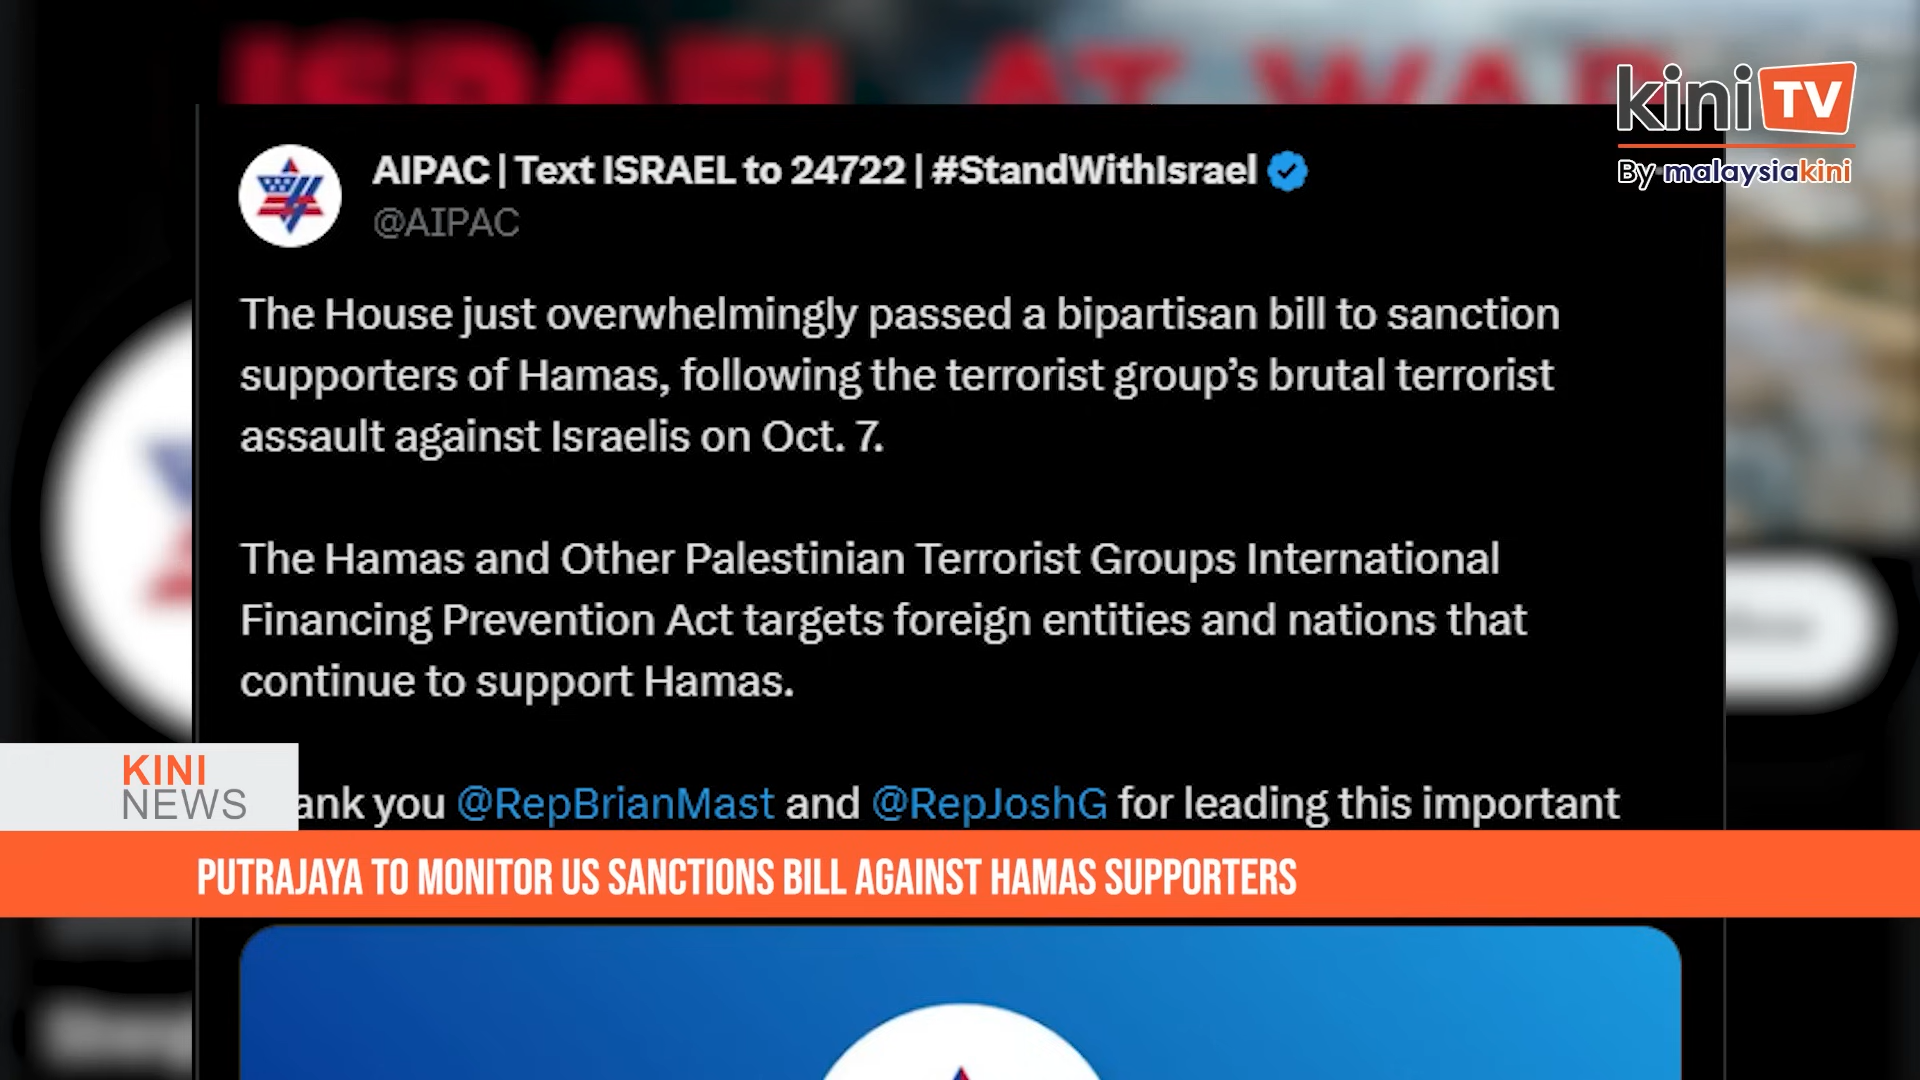 ISRAEL AT WAR
kini TV
By malaysiakini
AIPAC | Text ISRAEL to 24722 | #StandWithIsrael
@AIPAC
The House just overwhelmingly passed a bipartisan bill to sanction
supporters of Hamas, following the terrorist group’s brutal terrorist
assault against Israelis on Oct. 7.
The Hamas and Other Palestinian Terrorist Groups International
Financing Prevention Act targets foreign entities and nations that
continue to support Hamas.
ank you @RepBrianMast and @RepJoshG for leading this important
KINI
NEWS
PUTRAJAYA TO MONITOR US SANCTIONS BILL AGAINST HAMAS SUPPORTERS